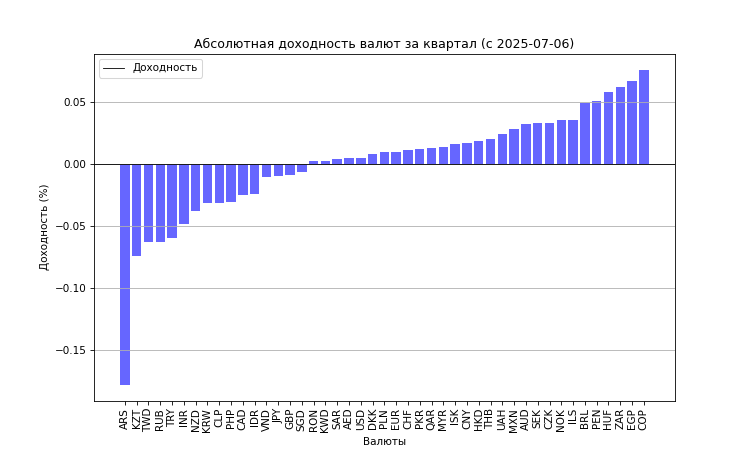 Абсолютная доходность валют за квартал (с 2025-07-06)
Доходность
0.05
0.00
−0.05
−0.10
−0.15
Доходность (%)
ARS KZT TWD RUB TRY INR NZD KRW CLP PHP CAD IDR VND JPY GBP SGD RON KWD SAR AED USD DKK PLN EUR CHF PKR QAR MYR ISK CNY HKD THB UAH MXN AUD SEK CZK NOK ILS BRL PEN HUF ZAR EGP COP
Валюты